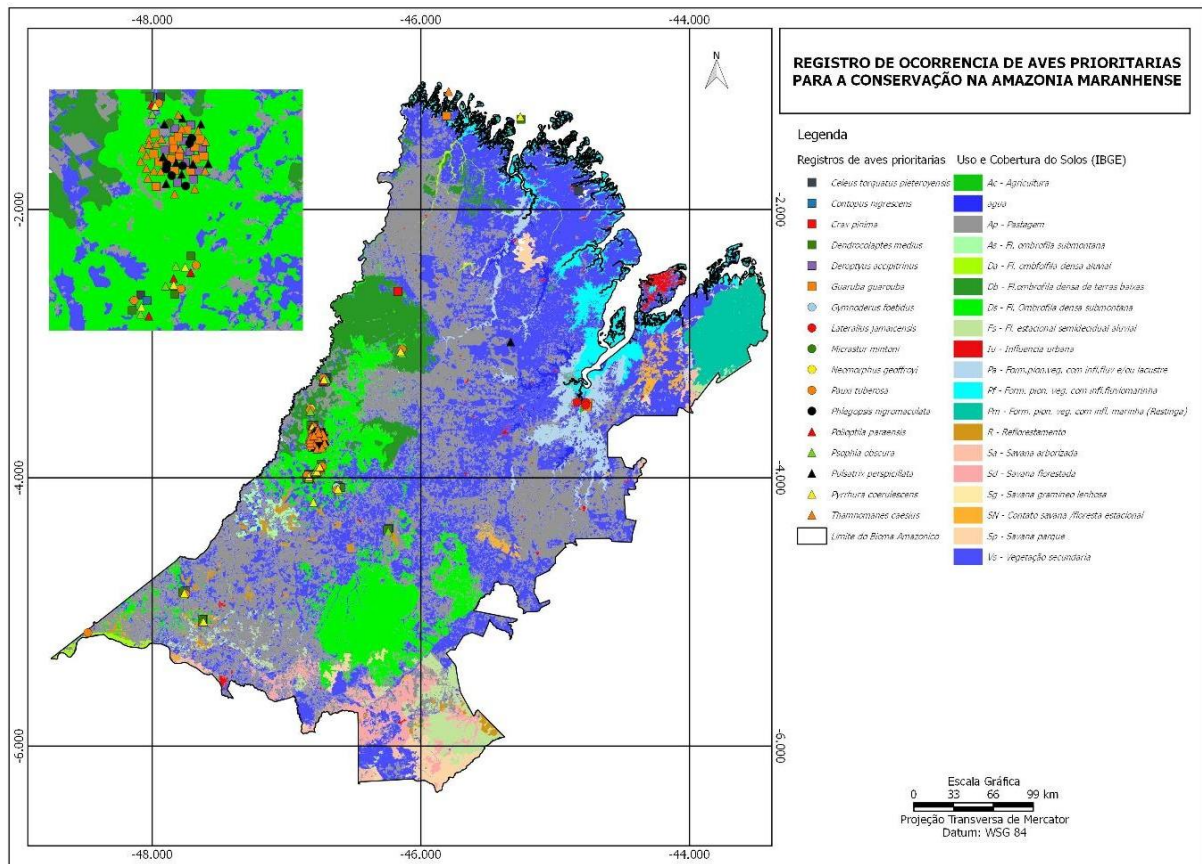 -48.000
-46.000
-44.000
REGISTRO DE OCORRENCIA DE AVES PRIORITARIAS
PARA A CONSERVAÇÃO NA AMAZONIA MARANHENSE
N
Legenda
Registros de aves prioritarias
Celeus torquatus pieteroyensis
Contopus nigrescens
Crax pinima
Dendrocolaptes medius
Deroptyus accipitrinus
Guaruba guarouba
Gymnoderus foetidus
Laterallus jamaicensis
Micrastur mintoni
Neomorphus geoffroyi
Pauxi tuberosa
Phlegopsis nigromaculata
Polioptila paraensis
Psophia obscura
Pulsatrix perspicillata
Pyrrhura coerulescens
Thamnomanes caesius
Limite do Bioma Amazonico
Uso e Cobertura do Solos (IBGE)
Ac - Agricultura
agua
Ap - Pastagem
As - Fl. ombrofila submontana
Da - Fl. ombfolfila densa aluvial
Db - Fl.ombrofila densa de terras baixas
Ds - Fl. Ombrofila densa submontana
Fs - Fl. estacional semidecidual aluvial
Iu - Influencia urbana
Pa - Form.pion.veg. com infl.fluv e/ou lacustre
Pf - Form. pion. veg. com infl.fluviomarinha
Pm - Form. pion. veg. com infl. marinha (Restinga)
R - Reflorestamento
Sa - Savana arborizada
Sd - Savana florestada
Sg - Savana gramineo lenhosa
SN - Contato savana /floresta estacional
Sp - Savana parque
Vs - Vegetação secundaria
-2.000
-2.000
-4.000
-4.000
-6.000
-6.000
-48.000
-46.000
-44.000
Escala Gráfica
0 33 66 99 km
Projeção Transversa de Mercator
Datum: WSG 84